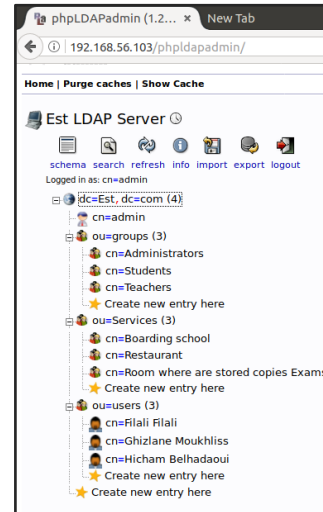 phpLDAPadmin (1.2... × New Tab
192.168.56.103/phpldapadmin/
Home | Purge caches | Show Cache
Est LDAP Server
schema search refresh info import export logout
Logged in as: cn=admin
dc=Est, dc=com (4)
cn=admin
ou=groups (3)
cn=Administrators
cn=Students
cn=Teachers
Create new entry here
ou=Services (3)
cn=Boarding school
cn=Restaurant
cn=Room where are stored copies Exams
Create new entry here
ou=users (3)
cn=Filali Filali
cn=Ghizlane Moukhliss
cn=Hicham Belhadaoui
Create new entry here
Create new entry here